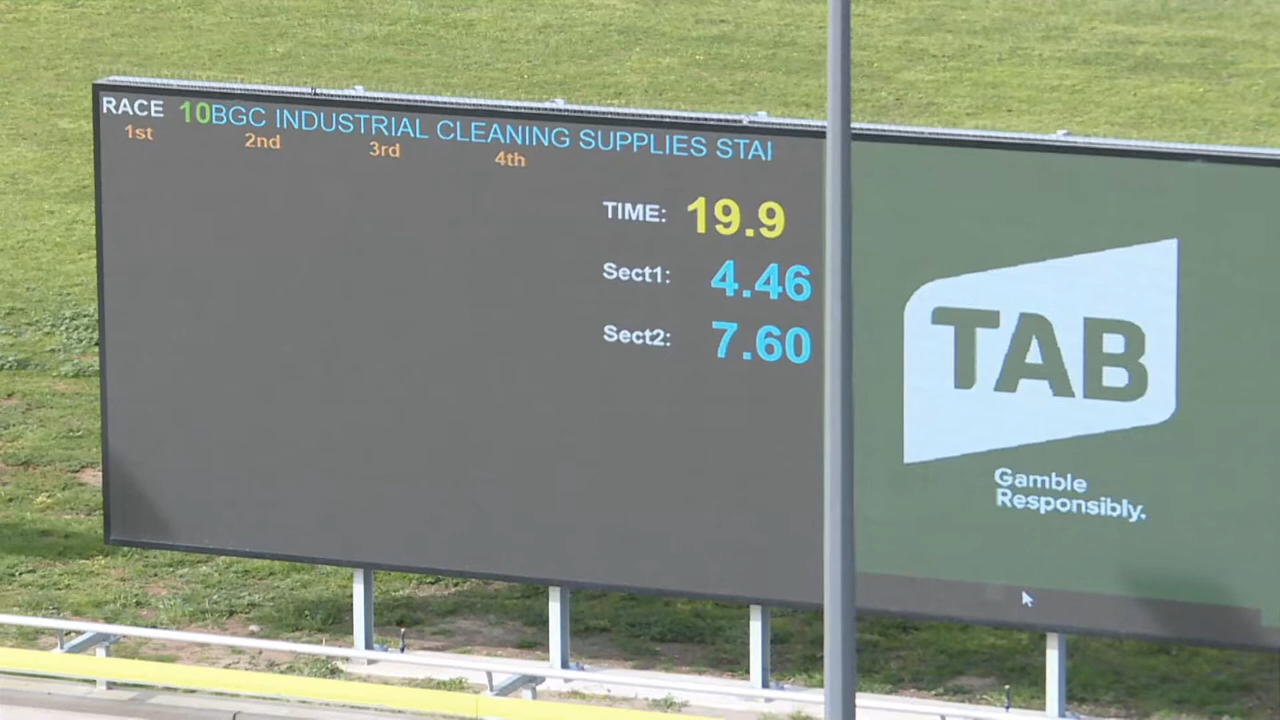 RACE 10BGC INDUSTRIAL CLEANING SUPPLIES STAI
1st 2nd 3rd 4th
TIME: 19.9
Sect1: 4.46
Sect2: 7.60
TAB
Gamble
Responsibly.